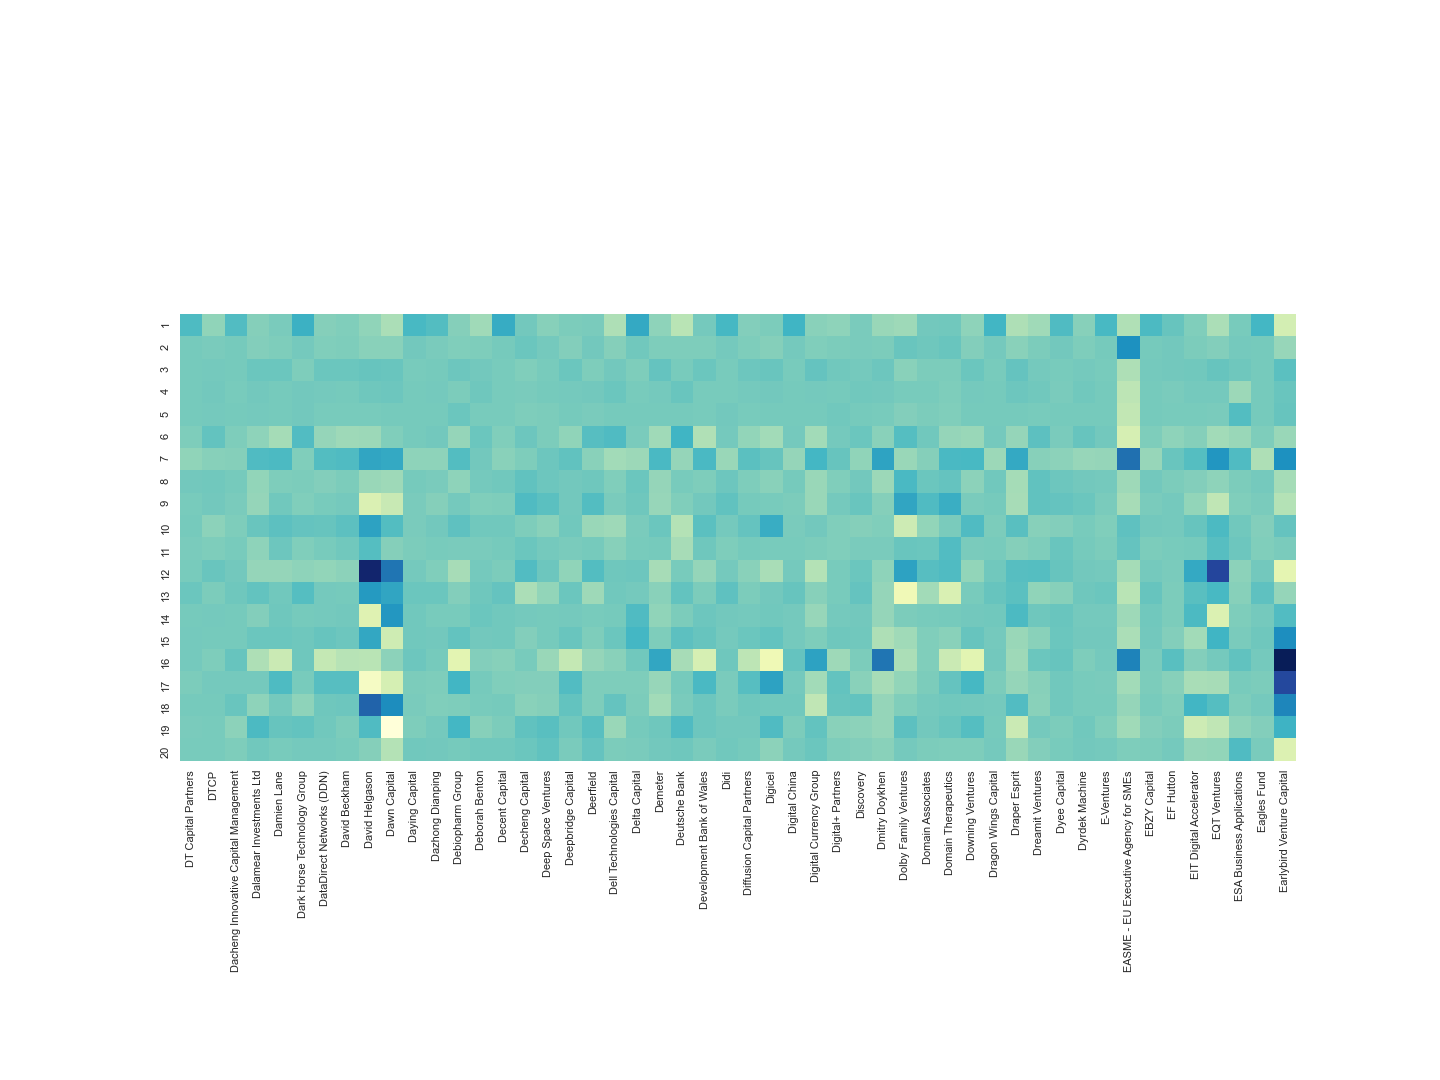 1
2
3
4
5
6
7
8
9
10
11
12
13
14
15
16
17
18
19
20
DT Capital Partners
DTCP
Dacheng Innovative Capital Management
Dalamear Investments Ltd
Damien Lane
Dark Horse Technology Group
DataDirect Networks (DDN)
David Beckham
David Helgason
Dawn Capital
Daying Capital
Dazhong Dianping
Debiopharm Group
Deborah Benton
Decent Capital
Decheng Capital
Deep Space Ventures
Deepbridge Capital
Deerfield
Dell Technologies Capital
Delta Capital
Demeter
Deutsche Bank
Development Bank of Wales
Didi
Diffusion Capital Partners
Digicel
Digital China
Digital Currency Group
Digital+ Partners
Discovery
Dmitry Doykhen
Dolby Family Ventures
Domain Associates
Domain Therapeutics
Downing Ventures
Dragon Wings Capital
Draper Esprit
Dreamit Ventures
Dyee Capital
Dyrdek Machine
E-Ventures
EASME - EU Executive Agency for SMEs
EBZY Capital
EF Hutton
EIT Digital Accelerator
EQT Ventures
ESA Business Applications
Eagles Fund
Earlybird Venture Capital